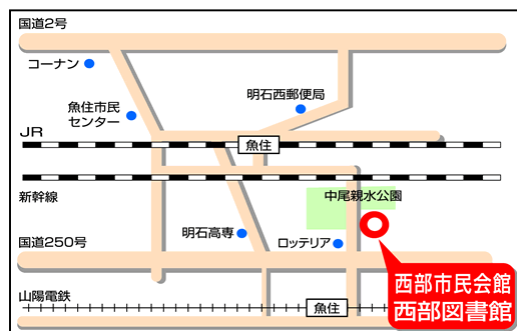 国道2号
コーナン
魚住市民
センター
明石西郵便局
JR
魚住
新幹線
中尾親水公園
明石高専
ロッテリア
国道250号
西部市民会館
西部図書館
山陽電鉄
魚住